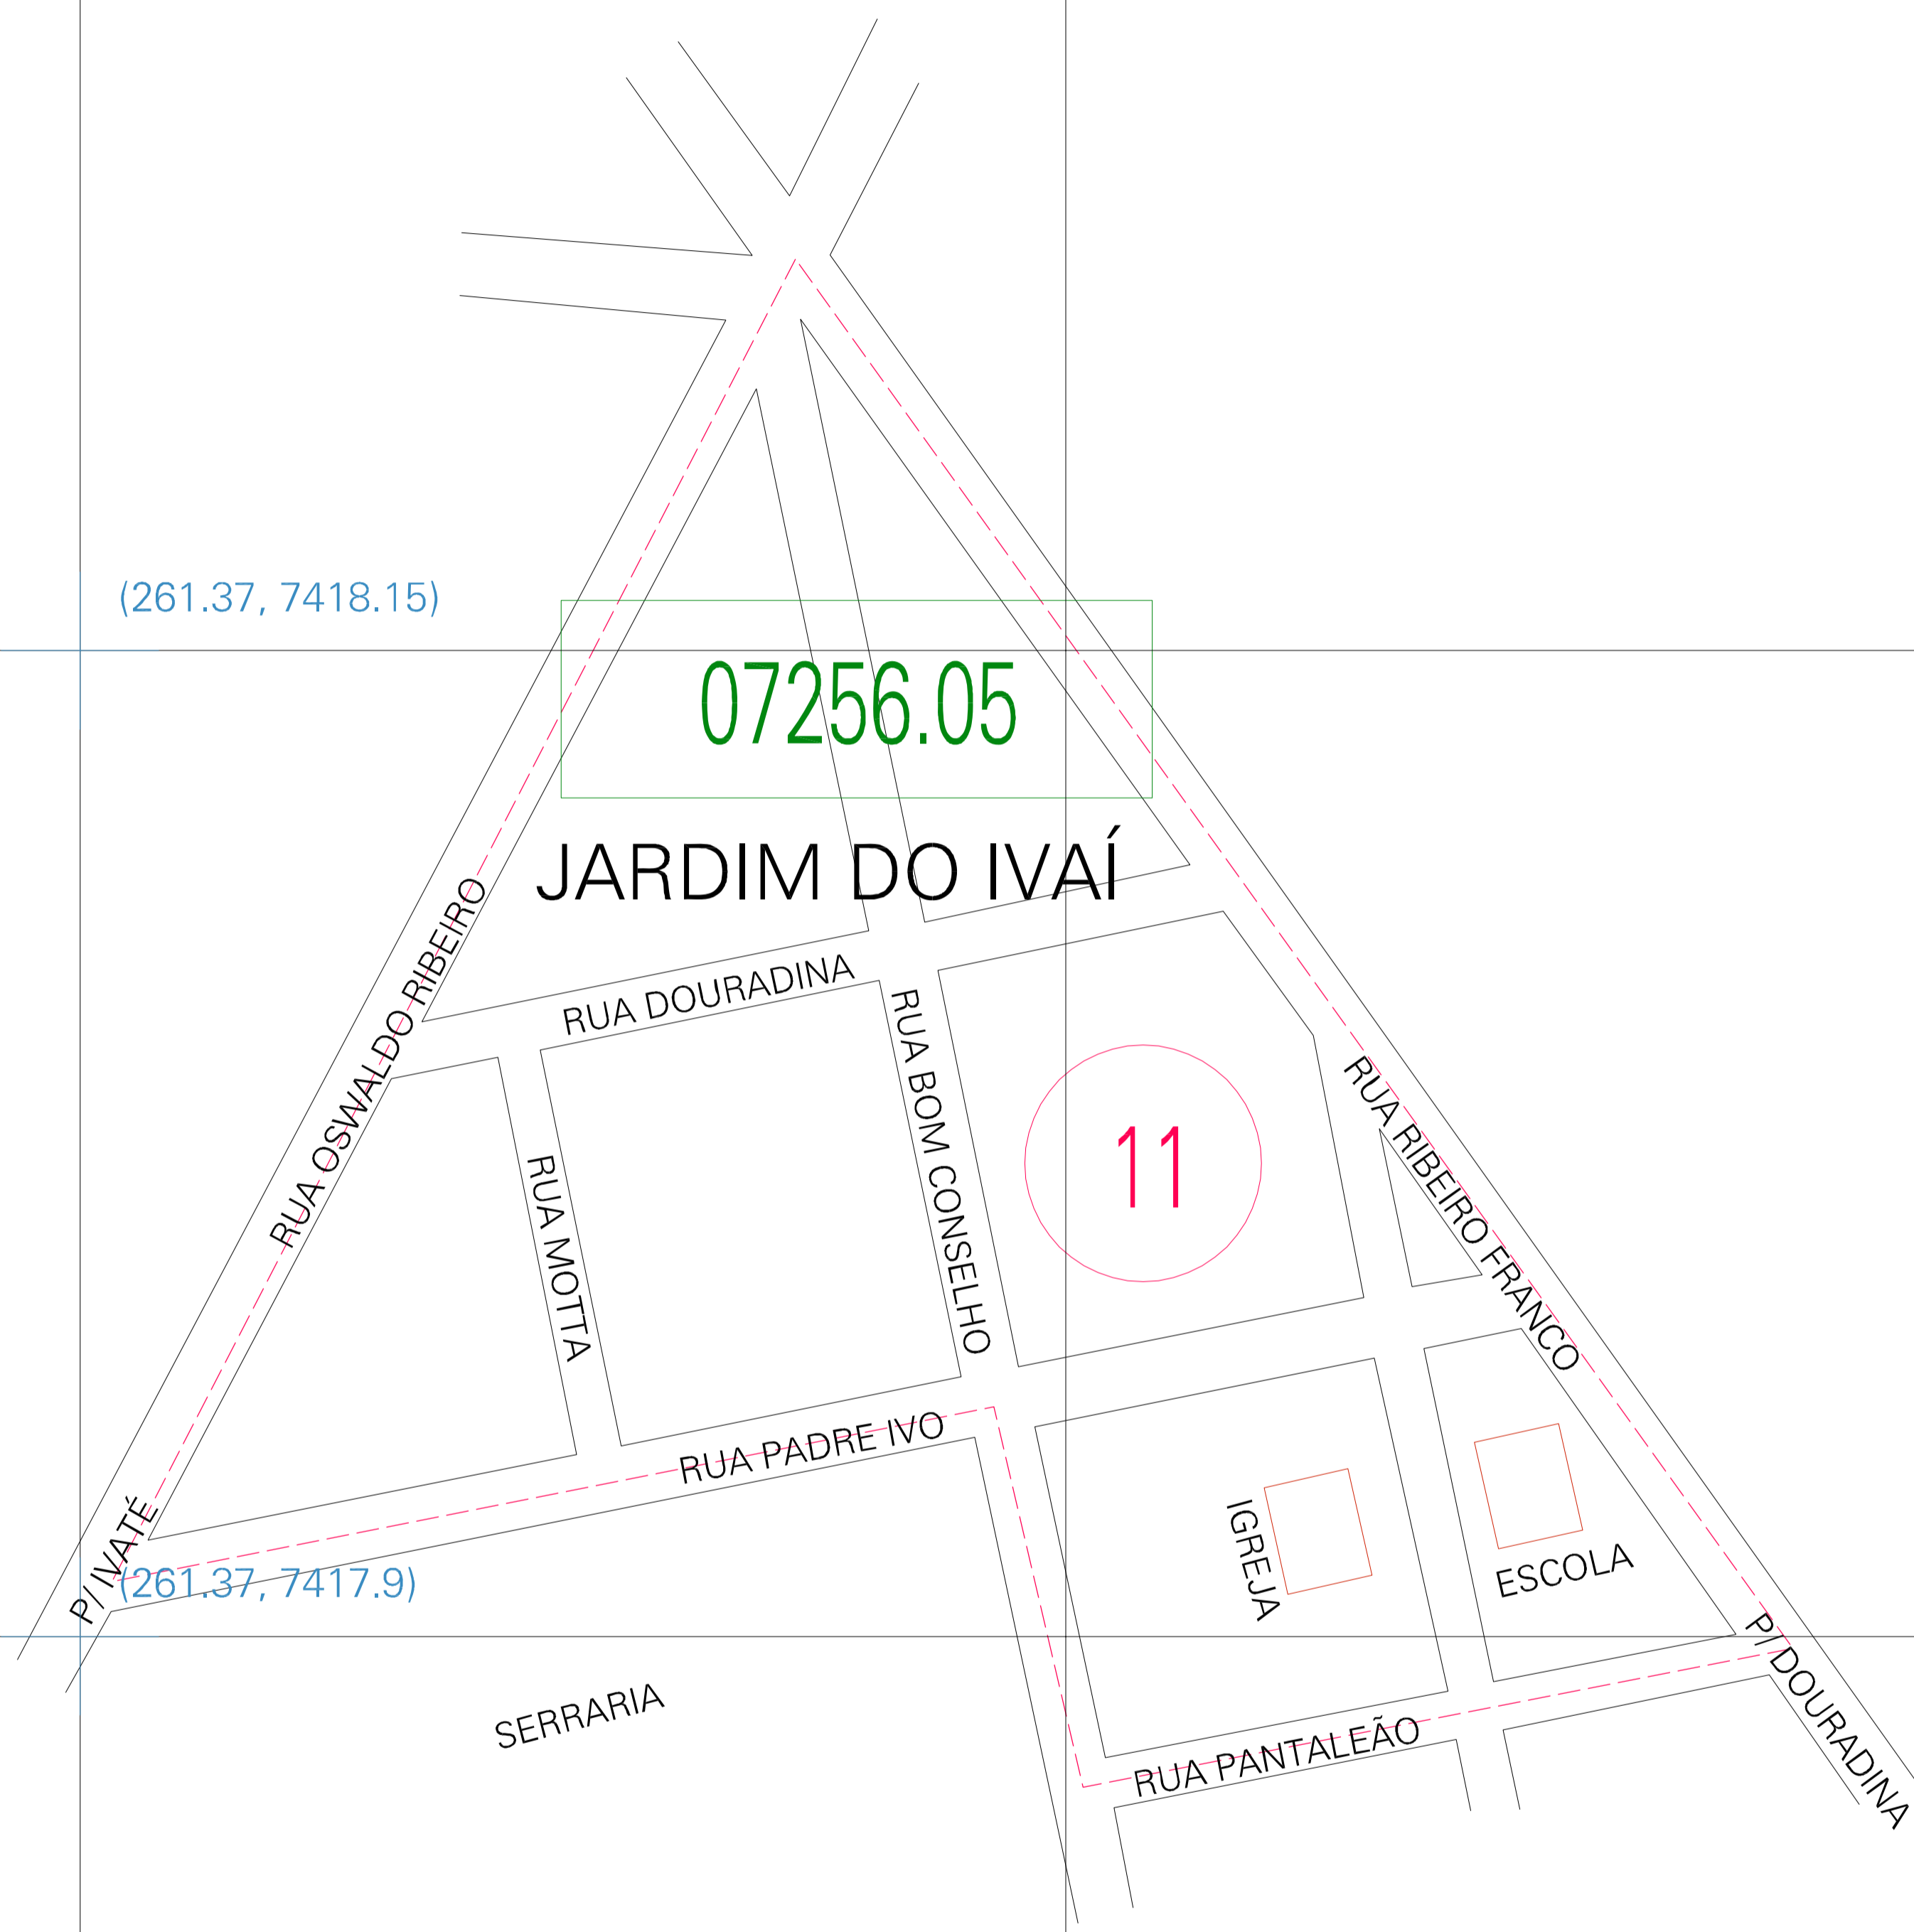 (261.37, 7418.15)
07256.05
JARDIM DO IVAÍ
RUA OSWALDO RIBEIRO
RUA DOURADINA
RUA BOM CONSELHO
RUA RIBEIRO FRANCO
11
RUA MOTTA
RUA PADRE IVO
P/ IVATÉ
(261.37, 7417.9)
IGREJA
ESCOLA
P/ DOURADINA
SERRARIA
RUA PANTALEÃO